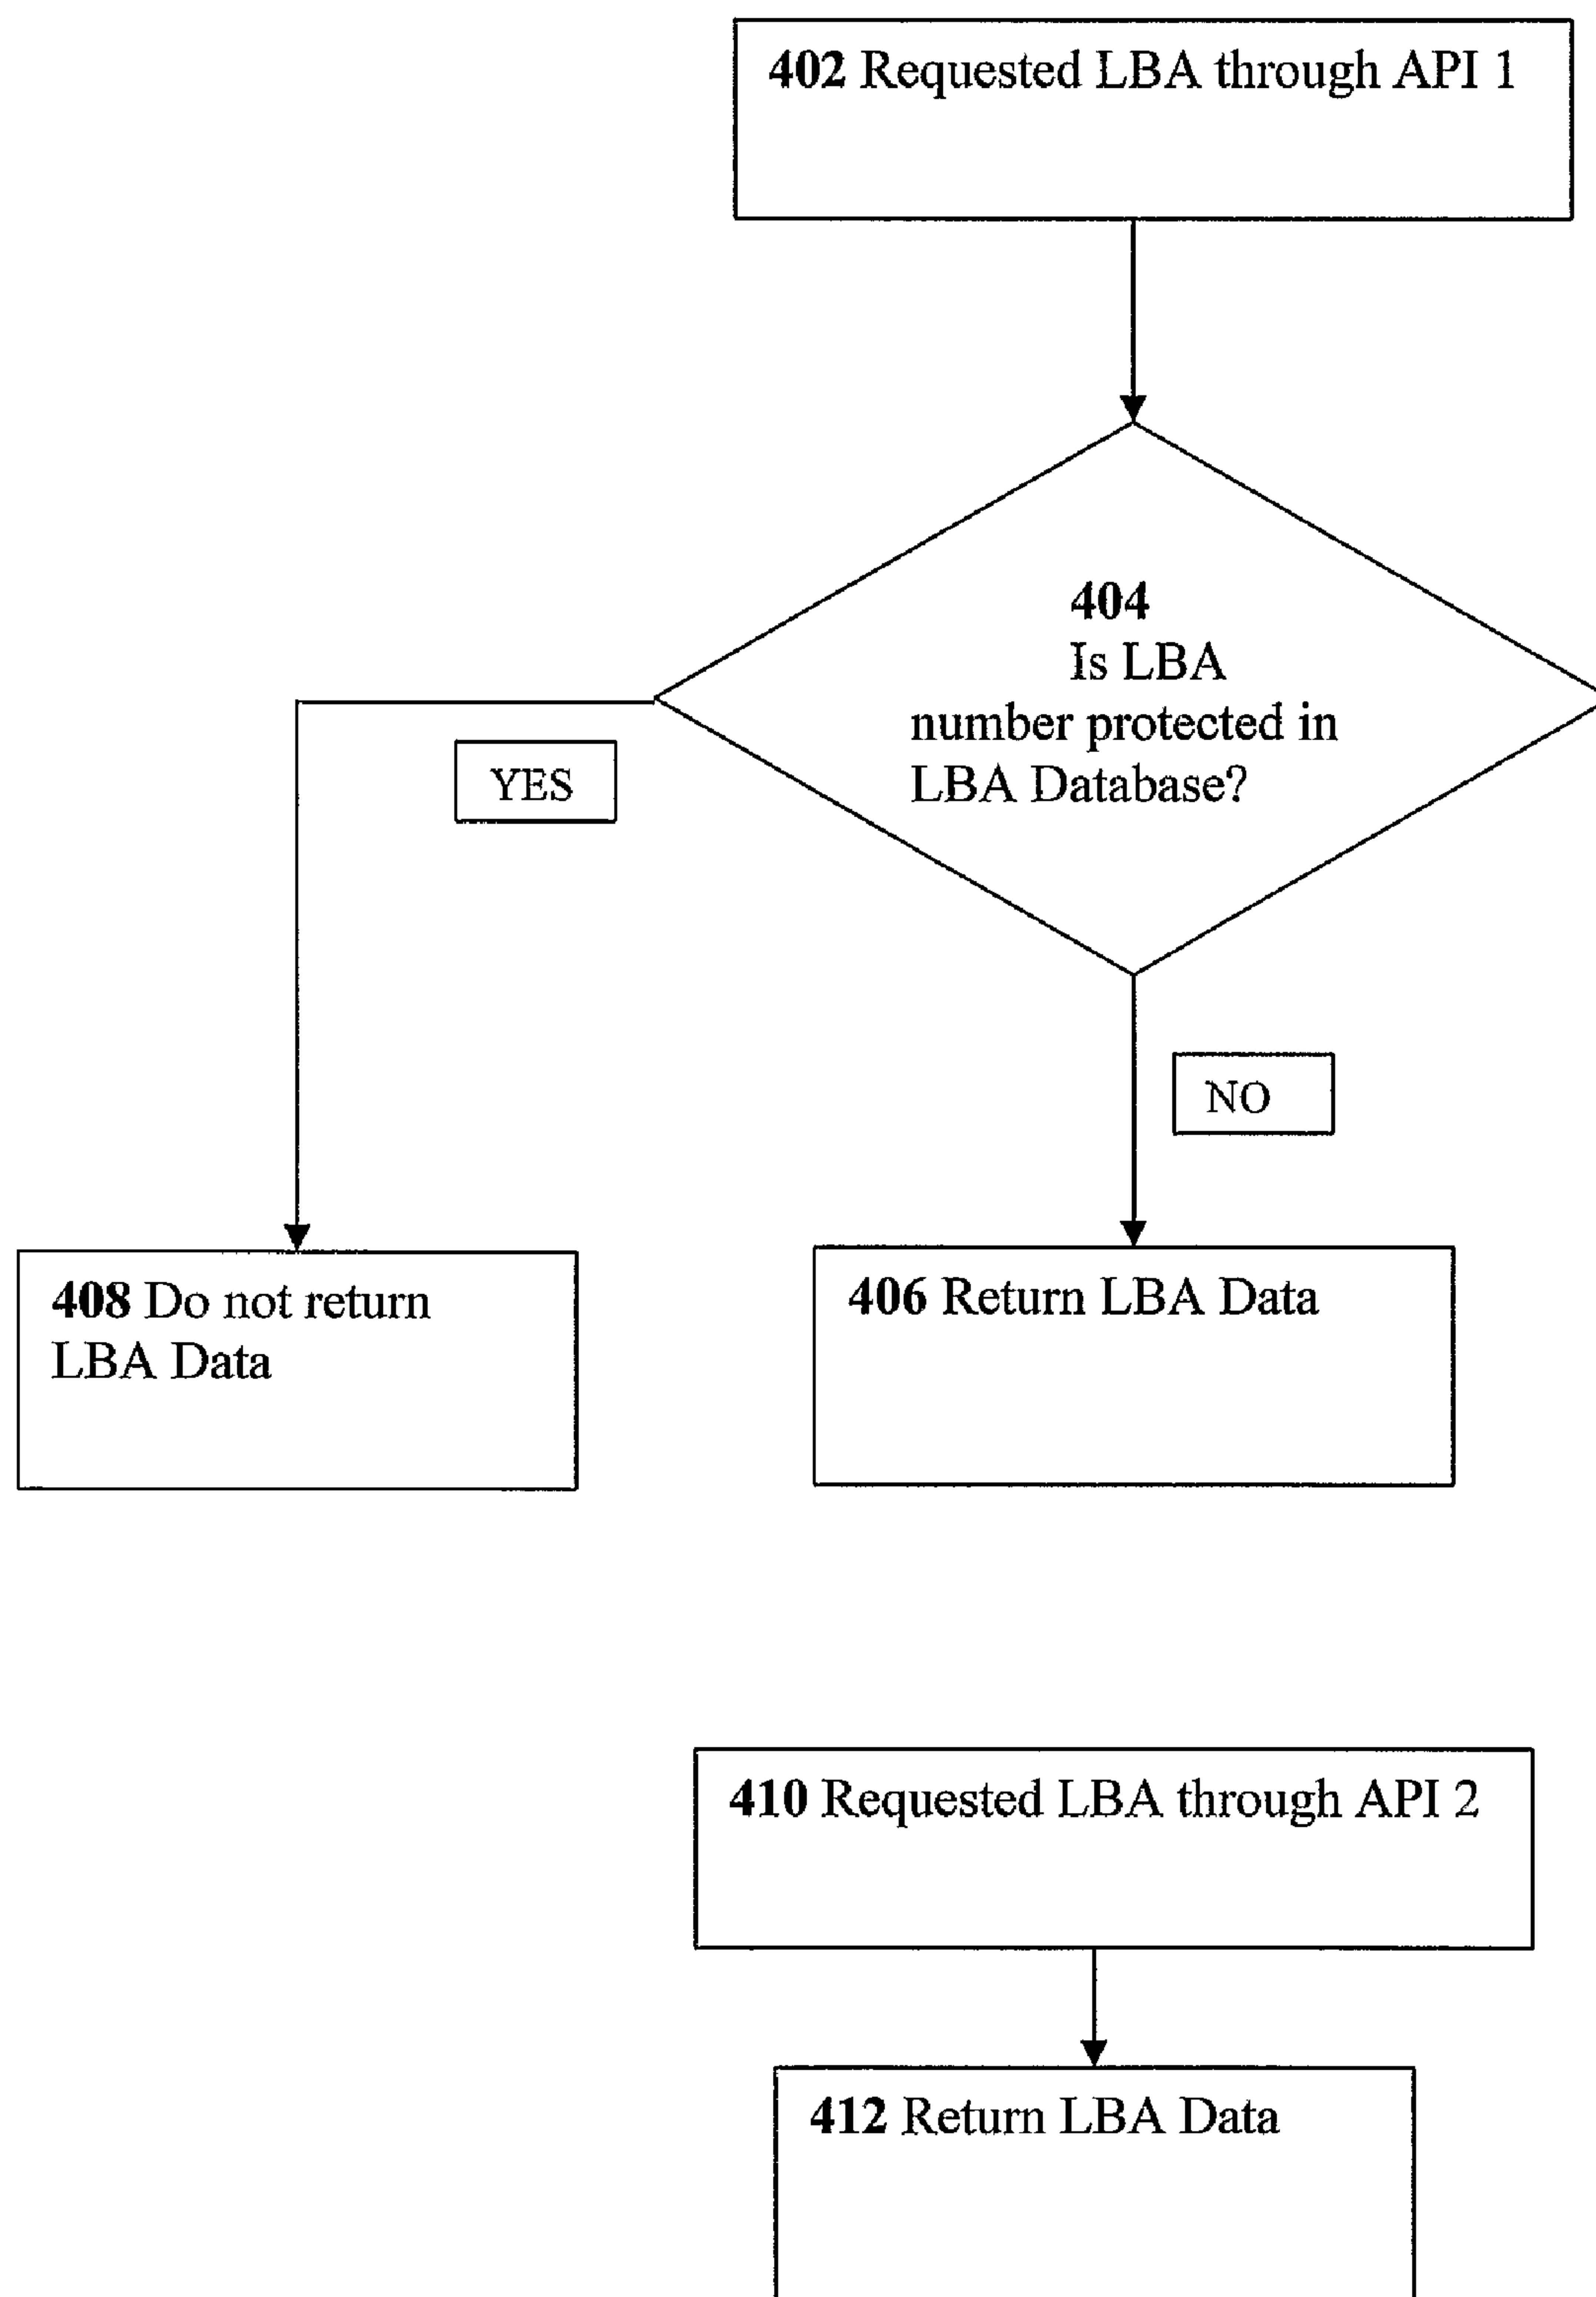 402 Requested LBA through API 1
404
Is LBA
number protected in
LBA Database?
YES
NO
408 Do not return
LBA Data
406 Return LBA Data
410 Requested LBA through API 2
412 Return LBA Data